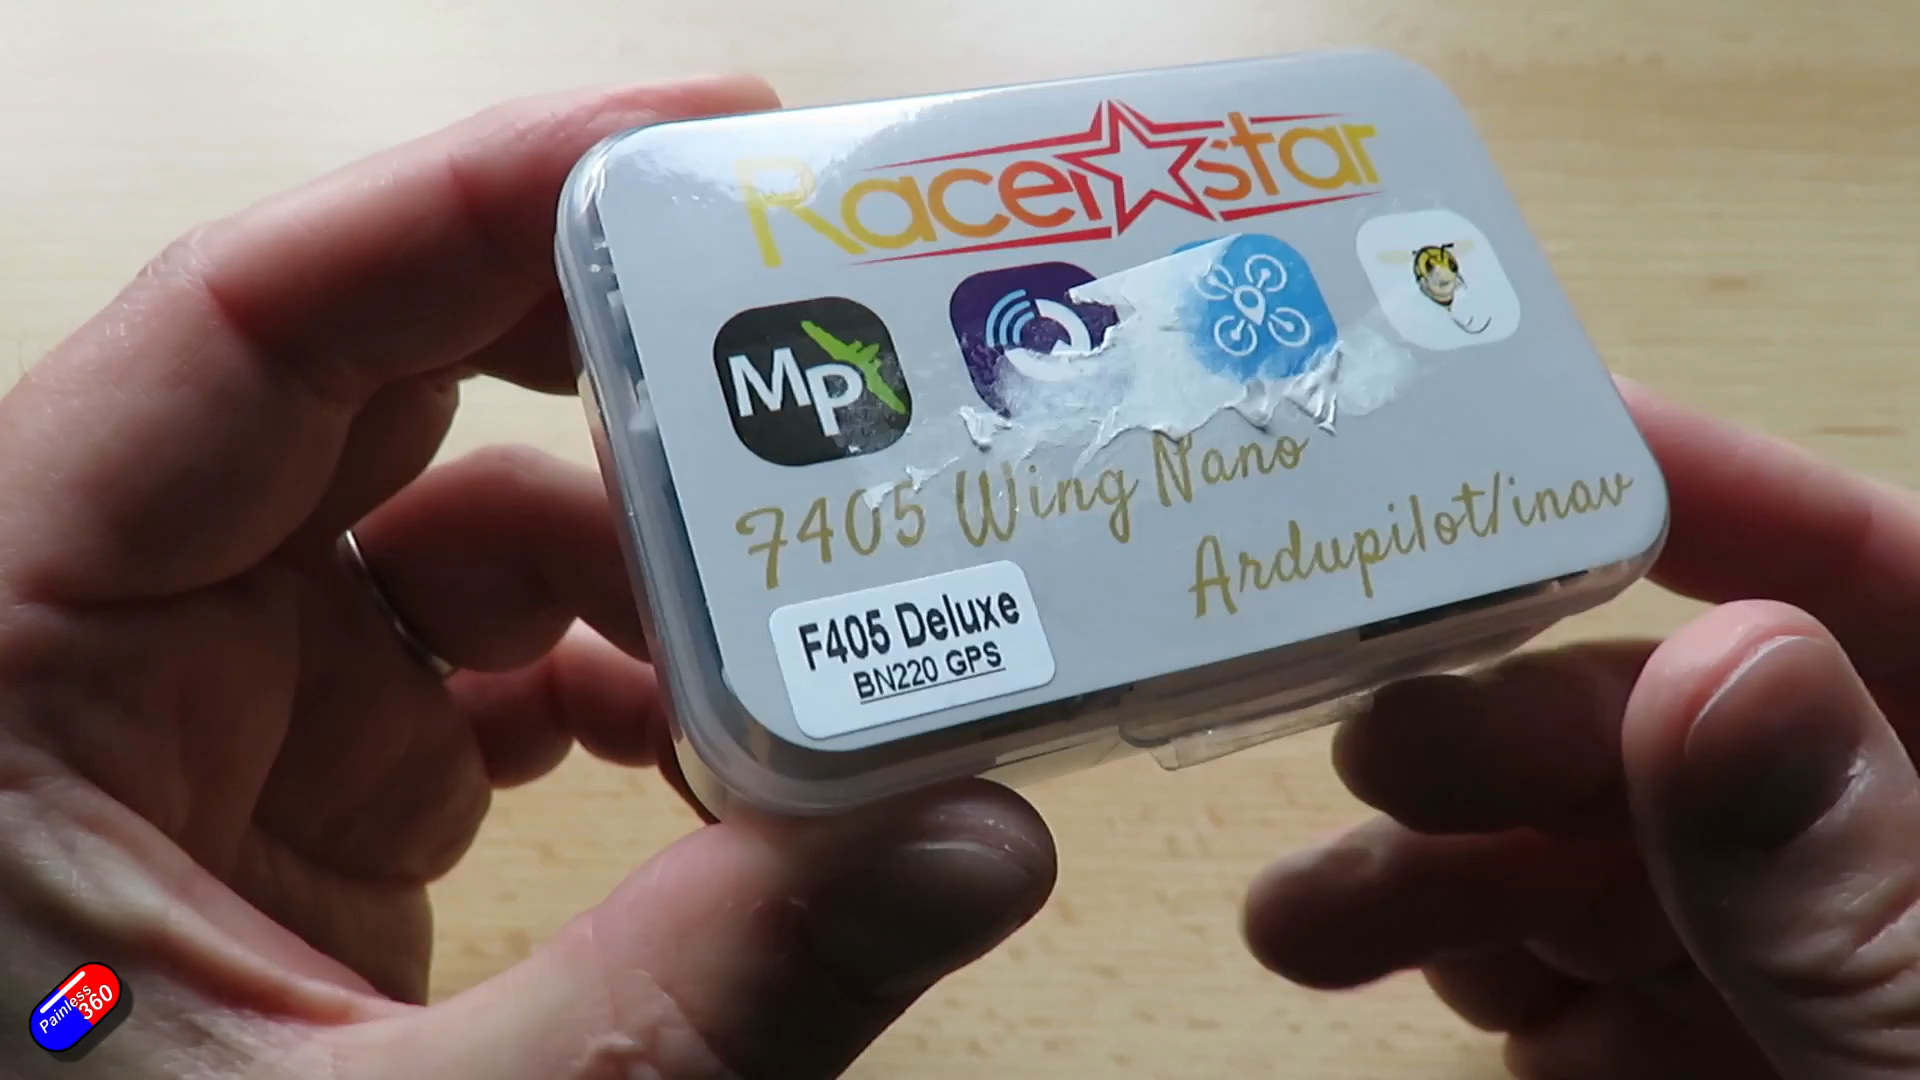 Racerstar
MP
7405 Wing Nano
Ardupilot/inav
F405 Deluxe
BN220 GPS
Painless
360